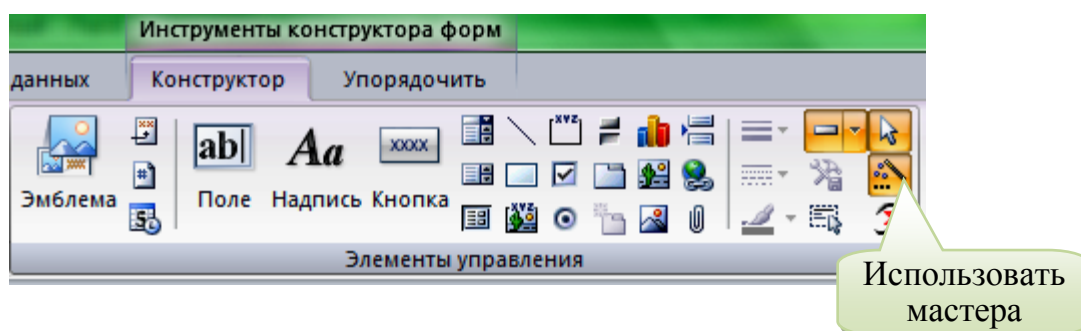 Инструменты конструктора форм
данных Конструктор Упорядочить
ab| Aa xxxx
Эмблема Поле Надпись Кнопка
Элементы управления
Использовать
мастера